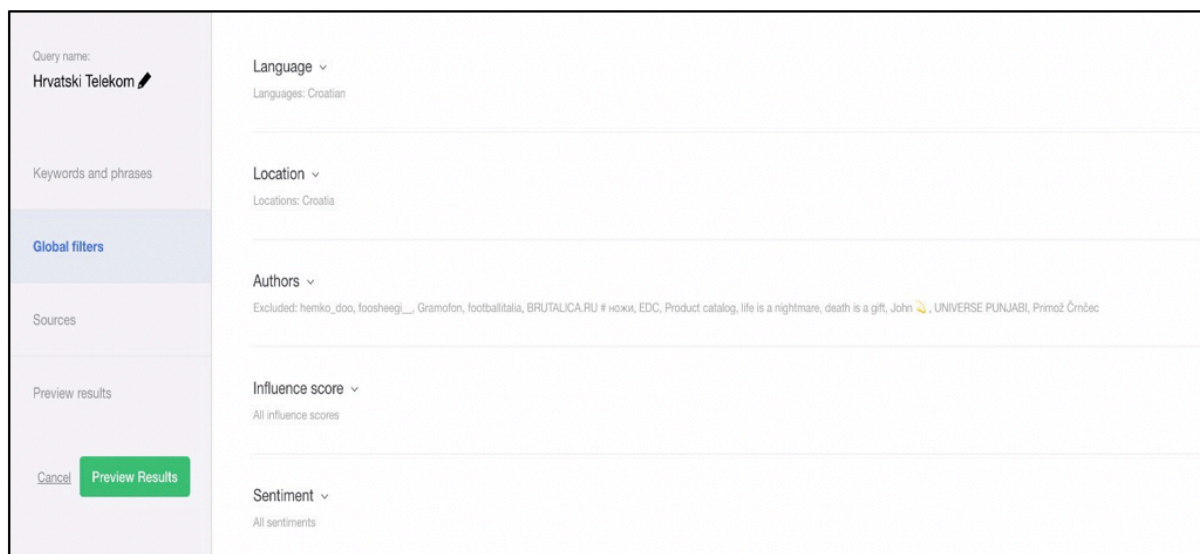 Query name:
Hrvatski Telekom
Keywords and phrases
Global filters
Sources
Preview results
Cancel
Preview Results
Language
Languages: Croatian
Location
Locations: Croatia
Authors
Excluded: hemko_doo, foosheegi__, Gramofon, footballitalia, BRUTALICA.RU # ножи, EDC, Product catalog, life is a nightmare, death is a gift, John 💫, UNIVERSE PUNJABI, Primož Črnčec
Influence score
All influence scores
Sentiment
All sentiments